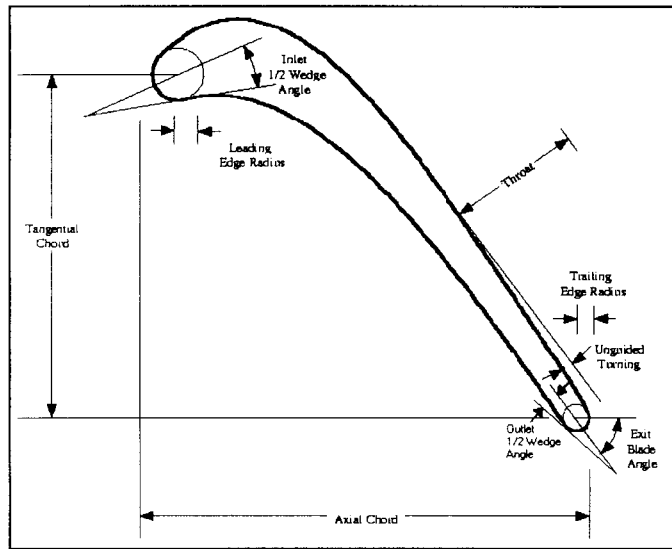 Inlet
1/2 Wedge
Angle
Leading
Edge Radius
Throat
Tangential
Chord
Trailing
Edge Radius
Unguided
Turning
Outlet
1/2 Wedge
Angle
Exit
Blade
Angle
Axial Chord